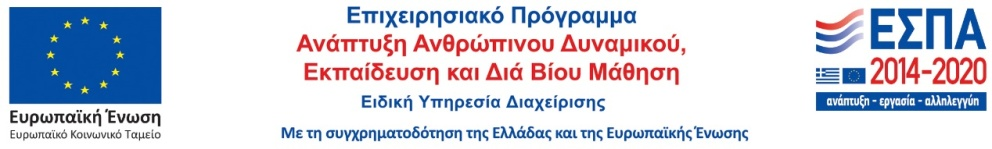 Ευρωπαϊκή Ένωση
Ευρωπαϊκό Κοινωνικό Ταμείο
Επιχειρησιακό Πρόγραμμα
Ανάπτυξη Ανθρώπινου Δυναμικού,
Εκπαίδευση και Διά Βίου Μάθηση
Ειδική Υπηρεσία Διαχείρισης
Με τη συγχρηματοδότηση της Ελλάδας και της Ευρωπαϊκής Ένωσης
ΕΣΠΑ
2014-2020
ανάπτυξη - εργασία - αλληλεγγύη